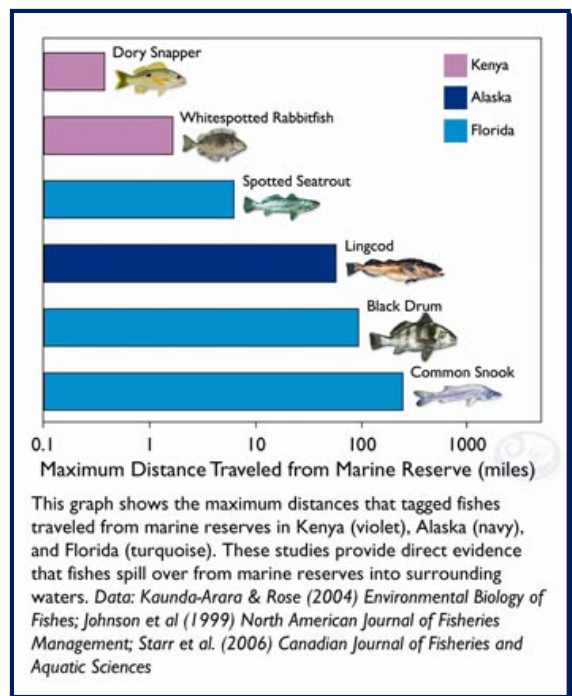 Dory Snapper
Kenya
Alaska
Whitespotted Rabbitfish
Florida
Spotted Seatrout
Lingcod
Black Drum
Common Snook
0.1 1 10 100 1000
Maximum Distance Traveled from Marine Reserve (miles)
This graph shows the maximum distances that tagged fishes
traveled from marine reserves in Kenya (violet), Alaska (navy),
and Florida (turquoise). These studies provide direct evidence
that fishes spill over from marine reserves into surrounding
waters. Data: Kaunda-Arara & Rose (2004) Environmental Biology of
Fishes; Johnson et al (1999) North American Journal of Fisheries
Management; Starr et al. (2006) Canadian Journal of Fisheries and
Aquatic Sciences